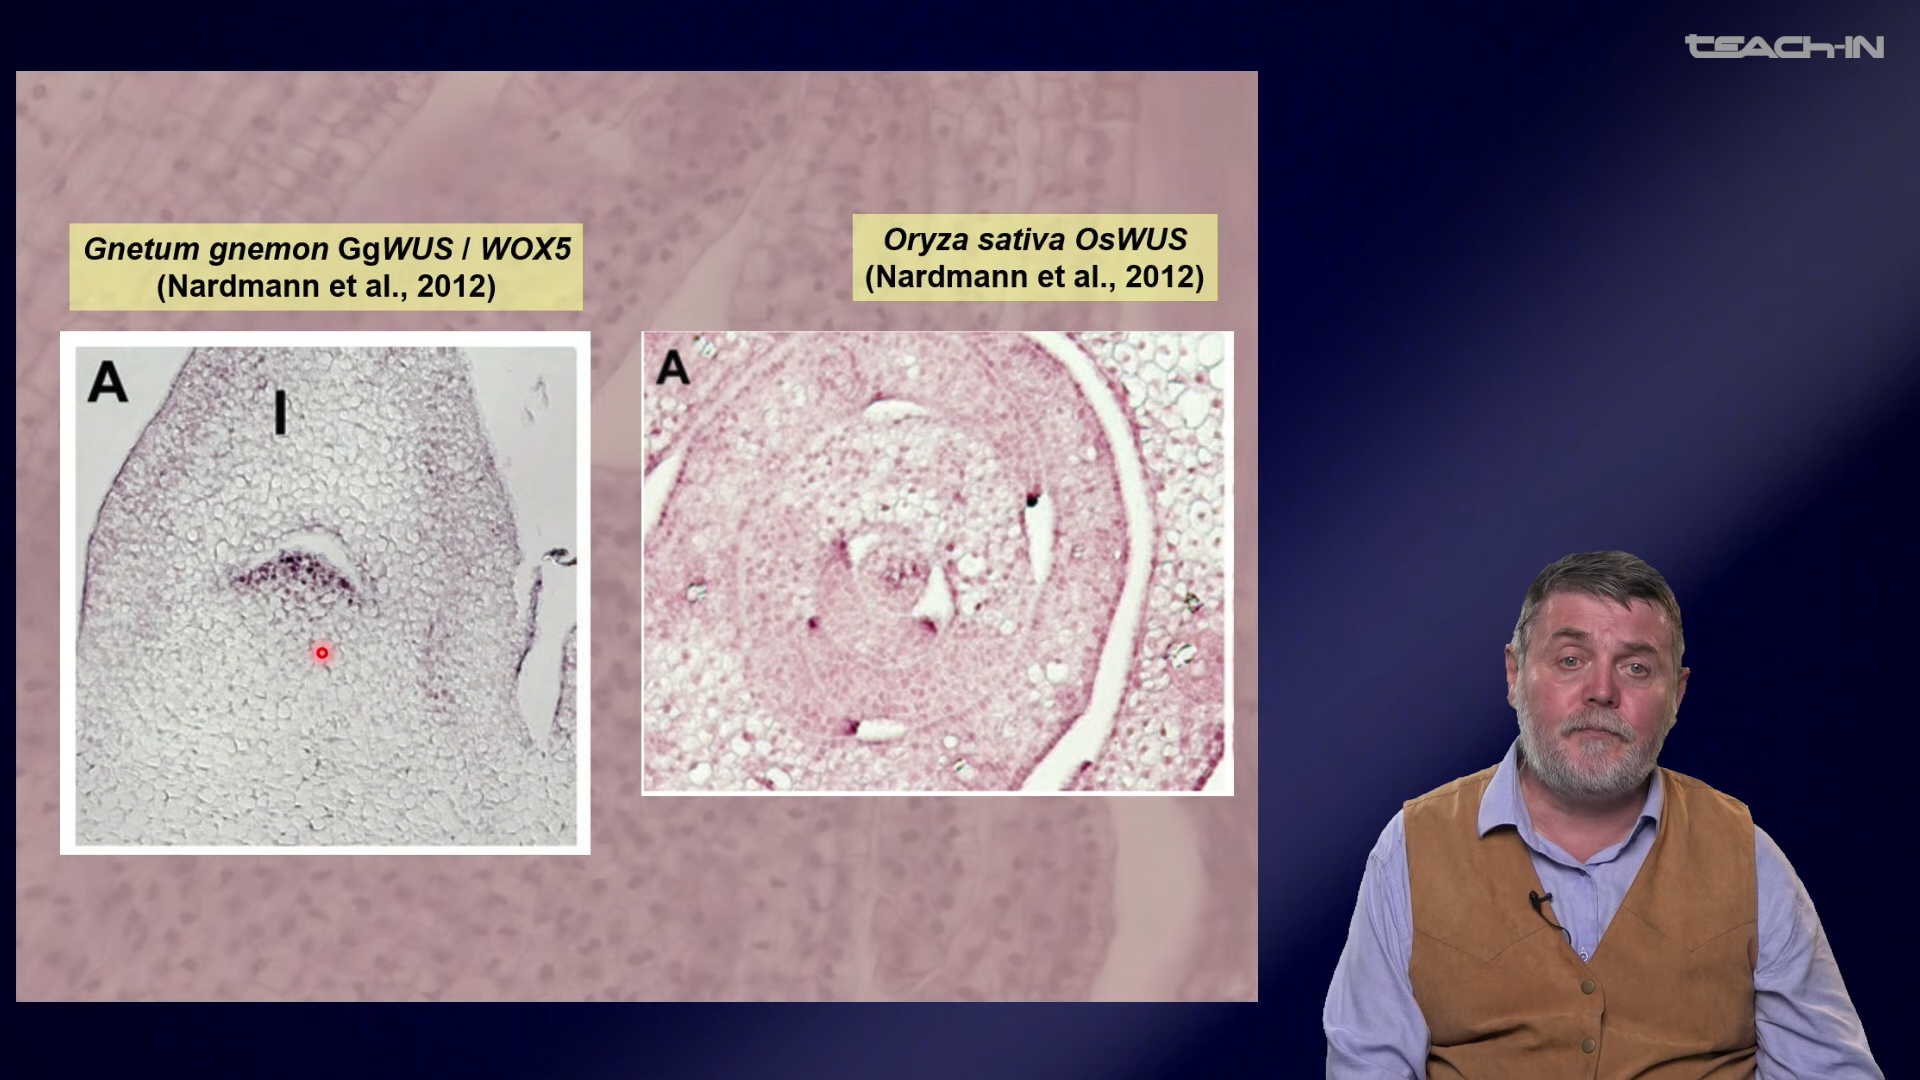 TEACh-IN
Gnetum gnemon GgWUS / WOX5
(Nardmann et al., 2012)
Oryza sativa OsWUS
(Nardmann et al., 2012)
A
I
A